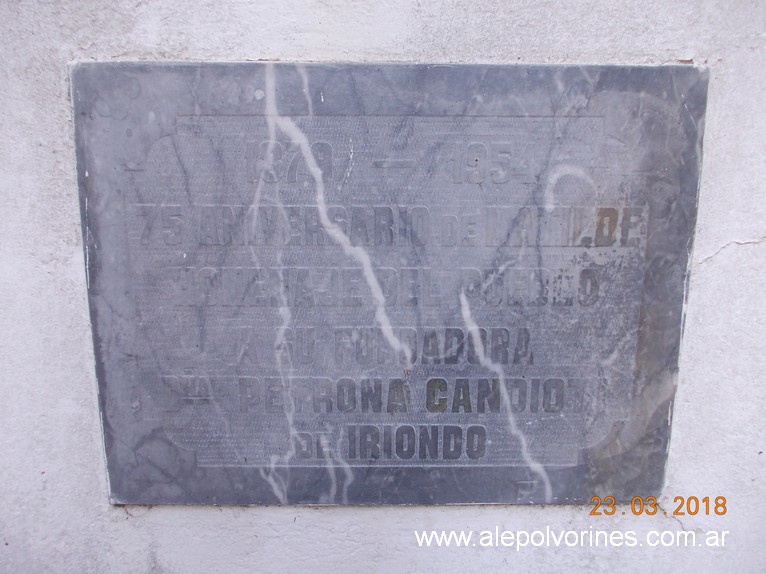 1879 — 1954
75 ANIVERSARIO DE MATILDE
HOMENAJE DEL PUEBLO
A SU FUNDADORA
PETRONA CANDIOTI
DE IRIONDO
23.03.2018
www.alepolvorines.com.ar